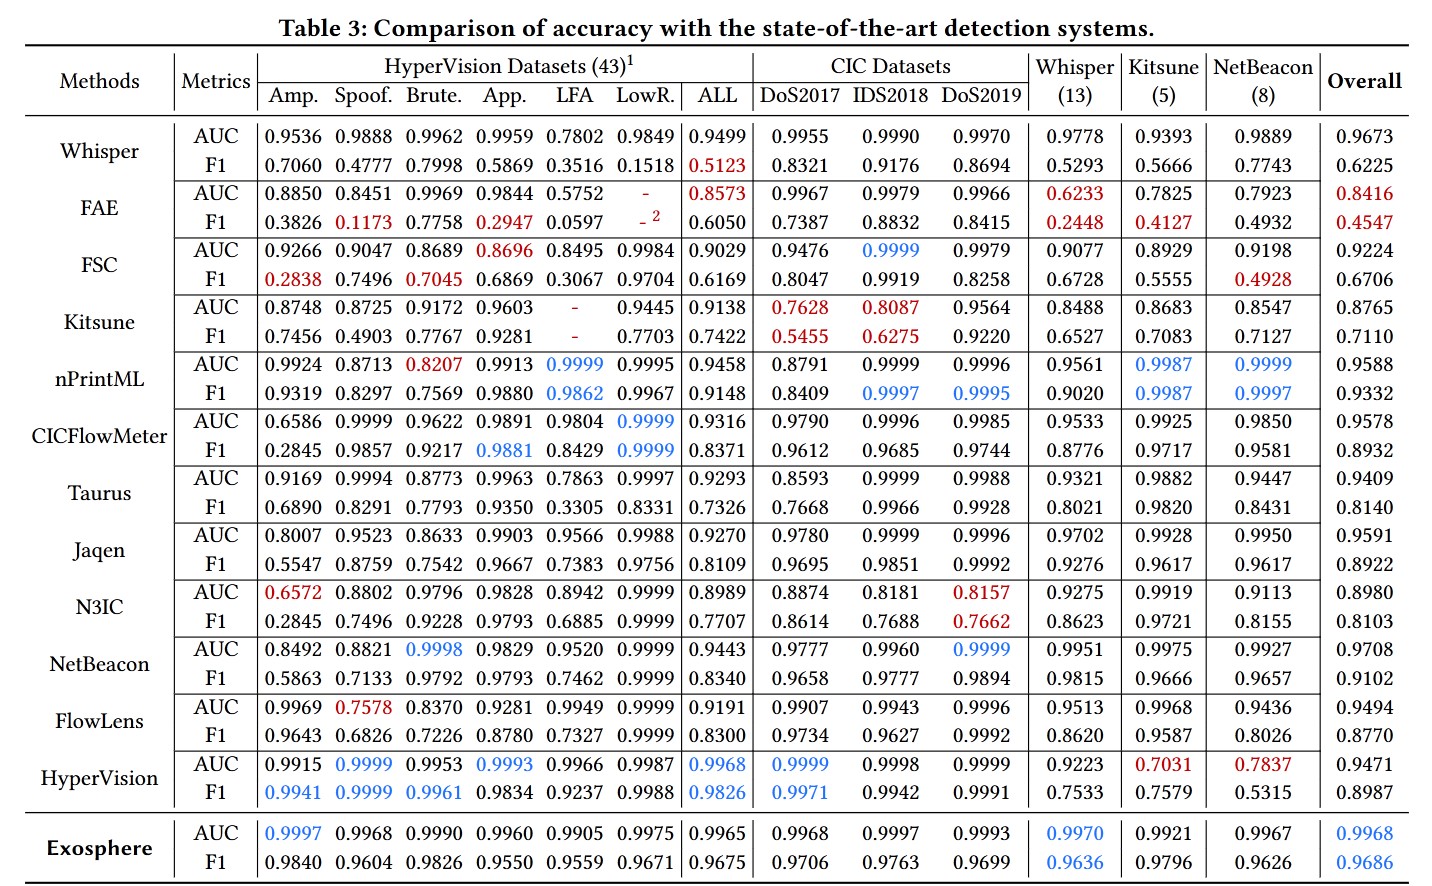 Table 3: Comparison of accuracy with the state-of-the-art detection systems.
Methods Metrics HyperVision Datasets (43)1 CIC Datasets Whisper (13) Kitsune (5) NetBeacon (8) Overall
Amp. Spoof. Brute. App. LFA LowR. ALL DoS2017 IDS2018 DoS2019
Whisper AUC 0.9536 0.9888 0.9962 0.9959 0.7802 0.9849 0.9499 0.9955 0.9990 0.9970 0.9778 0.9393 0.9889 0.9673
F1 0.7060 0.4777 0.7998 0.5869 0.3516 0.1518 0.5123 0.8321 0.9176 0.8694 0.5293 0.5666 0.7743 0.6225
FAE AUC 0.8850 0.8451 0.9969 0.9844 0.5752 - 0.8573 0.9967 0.9979 0.9966 0.6233 0.7825 0.7923 0.8416
F1 0.3826 0.1173 0.7758 0.2947 0.0597 - 2 0.6050 0.7387 0.8832 0.8415 0.2448 0.4127 0.4932 0.4547
FSC AUC 0.9266 0.9047 0.8689 0.8696 0.8495 0.9984 0.9029 0.9476 0.9999 0.9979 0.9077 0.8929 0.9198 0.9224
F1 0.2838 0.7496 0.7045 0.6869 0.3067 0.9704 0.6169 0.8047 0.9919 0.8258 0.6728 0.5555 0.4928 0.6706
Kitsune AUC 0.8748 0.8725 0.9172 0.9603 - 0.9445 0.9138 0.7628 0.8087 0.9564 0.8488 0.8683 0.8547 0.8765
F1 0.7456 0.4903 0.7767 0.9281 - 0.7703 0.7422 0.5455 0.6275 0.9220 0.6527 0.7083 0.7127 0.7110
nPrintML AUC 0.9924 0.8713 0.8207 0.9913 0.9999 0.9995 0.9458 0.8791 0.9999 0.9996 0.9561 0.9987 0.9999 0.9588
F1 0.9319 0.8297 0.7569 0.9880 0.9862 0.9967 0.9148 0.8409 0.9997 0.9995 0.9020 0.9987 0.9997 0.9332
CICFlowMeter AUC 0.6586 0.9999 0.9622 0.9891 0.9804 0.9999 0.9316 0.9790 0.9996 0.9985 0.9533 0.9925 0.9850 0.9578
F1 0.2845 0.9857 0.9217 0.9881 0.8429 0.9999 0.8371 0.9612 0.9685 0.9744 0.8776 0.9717 0.9581 0.8932
Taurus AUC 0.9169 0.9994 0.8773 0.9963 0.7863 0.9997 0.9293 0.8593 0.9999 0.9988 0.9321 0.9882 0.9447 0.9409
F1 0.6890 0.8291 0.7793 0.9350 0.3305 0.8331 0.7326 0.7668 0.9966 0.9928 0.8021 0.9820 0.8431 0.8140
Jaqen AUC 0.8007 0.9523 0.8633 0.9903 0.9566 0.9988 0.9270 0.9780 0.9999 0.9996 0.9702 0.9928 0.9950 0.9591
F1 0.5547 0.8759 0.7542 0.9667 0.7383 0.9756 0.8109 0.9695 0.9851 0.9992 0.9276 0.9617 0.9617 0.8922
N3IC AUC 0.6572 0.8802 0.9796 0.9828 0.8942 0.9999 0.8989 0.8874 0.8181 0.8157 0.9275 0.9919 0.9113 0.8980
F1 0.2845 0.7496 0.9228 0.9793 0.6885 0.9999 0.7707 0.8614 0.7688 0.7662 0.8623 0.9721 0.8155 0.8103
NetBeacon AUC 0.8492 0.8821 0.9998 0.9829 0.9520 0.9999 0.9443 0.9777 0.9960 0.9999 0.9951 0.9975 0.9927 0.9708
F1 0.5863 0.7133 0.9792 0.9793 0.7462 0.9999 0.8340 0.9658 0.9777 0.9894 0.9815 0.9666 0.9657 0.9102
FlowLens AUC 0.9969 0.7578 0.8370 0.9281 0.9949 0.9999 0.9191 0.9907 0.9943 0.9996 0.9513 0.9968 0.9436 0.9494
F1 0.9643 0.6826 0.7226 0.8780 0.7327 0.9999 0.8300 0.9734 0.9627 0.9992 0.8620 0.9587 0.8026 0.8770
HyperVision AUC 0.9915 0.9999 0.9953 0.9993 0.9966 0.9987 0.9968 0.9999 0.9998 0.9999 0.9223 0.7031 0.7837 0.9471
F1 0.9941 0.9999 0.9961 0.9834 0.9237 0.9988 0.9826 0.9971 0.9942 0.9991 0.7533 0.7579 0.5315 0.8987
Exosphere AUC 0.9997 0.9968 0.9990 0.9960 0.9905 0.9975 0.9965 0.9968 0.9997 0.9993 0.9970 0.9921 0.9967 0.9968
F1 0.9840 0.9604 0.9826 0.9550 0.9559 0.9671 0.9675 0.9706 0.9763 0.9699 0.9636 0.9796 0.9626 0.9686